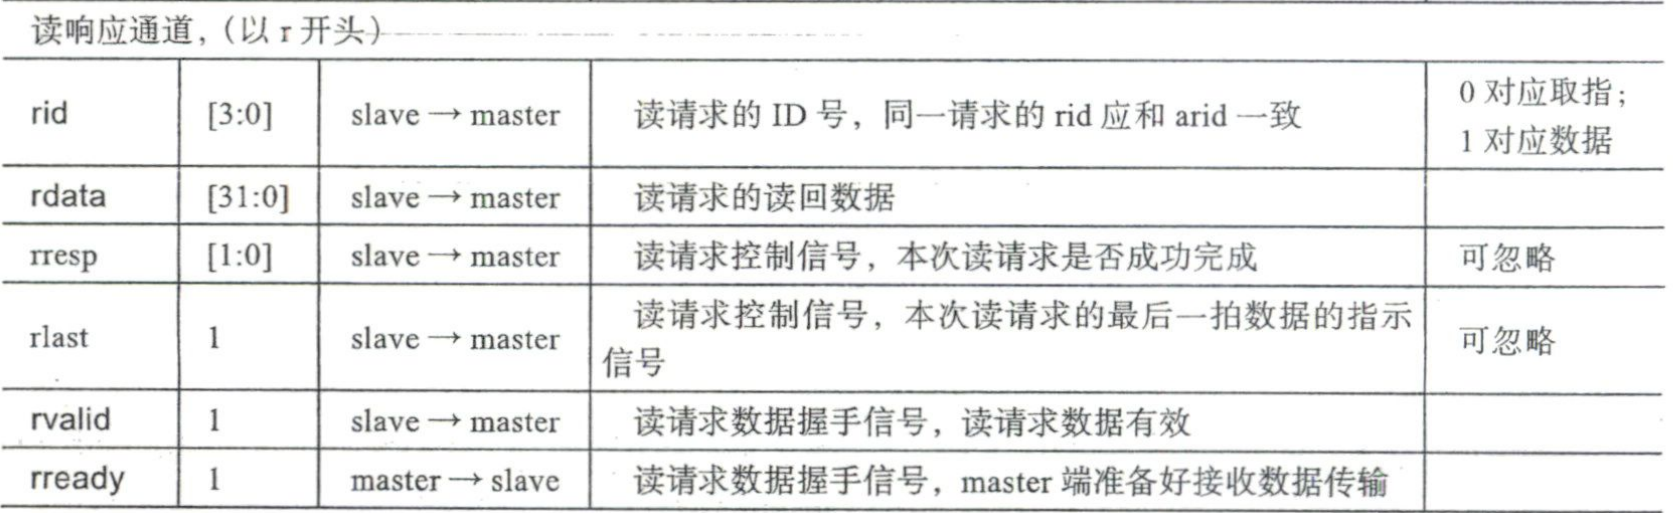 读响应通道,（以 r 开头）
rid [3:0] slave → master 读请求的 ID 号，同一请求的 rid 应和 arid 一致 0 对应取指；
1 对应数据
rdata [31:0] slave → master 读请求的读回数据
rresp [1:0] slave → master 读请求控制信号，本次读请求是否成功完成 可忽略
rlast 1 slave → master 读请求控制信号，本次读请求的最后一拍数据的指示
信号 可忽略
rvalid 1 slave → master 读请求数据握手信号，读请求数据有效
rready 1 master → slave 读请求数据握手信号，master 端准备好接收数据传输